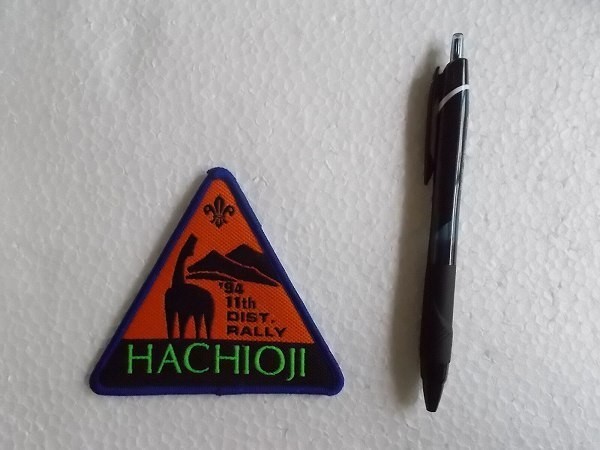 '94
11th
DIST.
RALLY
HACHIOJI